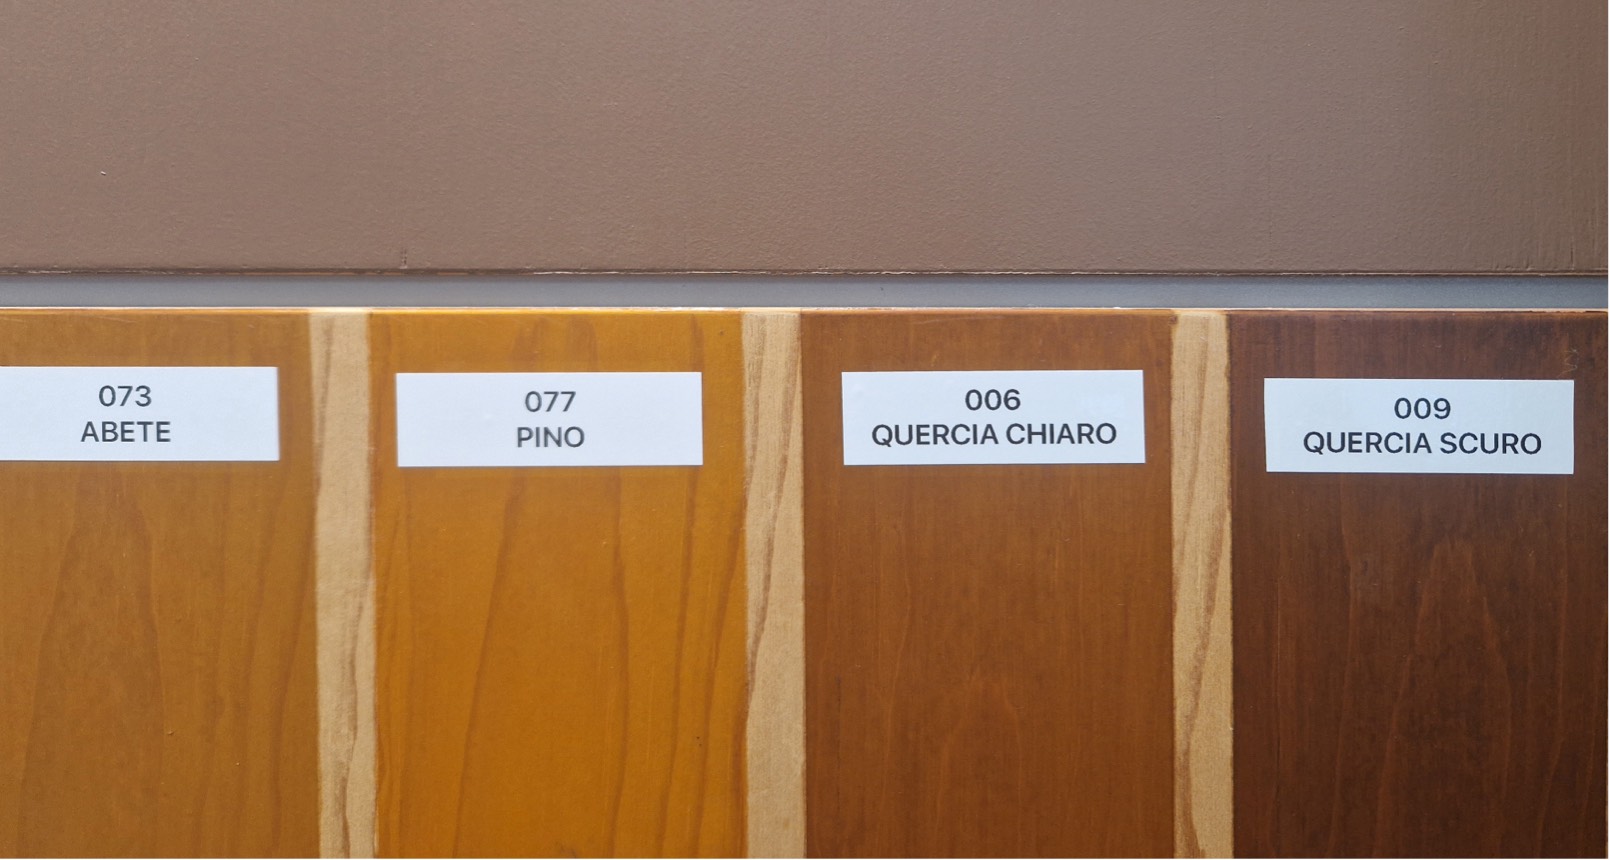 073
ABETE
077
PINO
006
QUERCIA CHIARO
009
QUERCIA SCURO